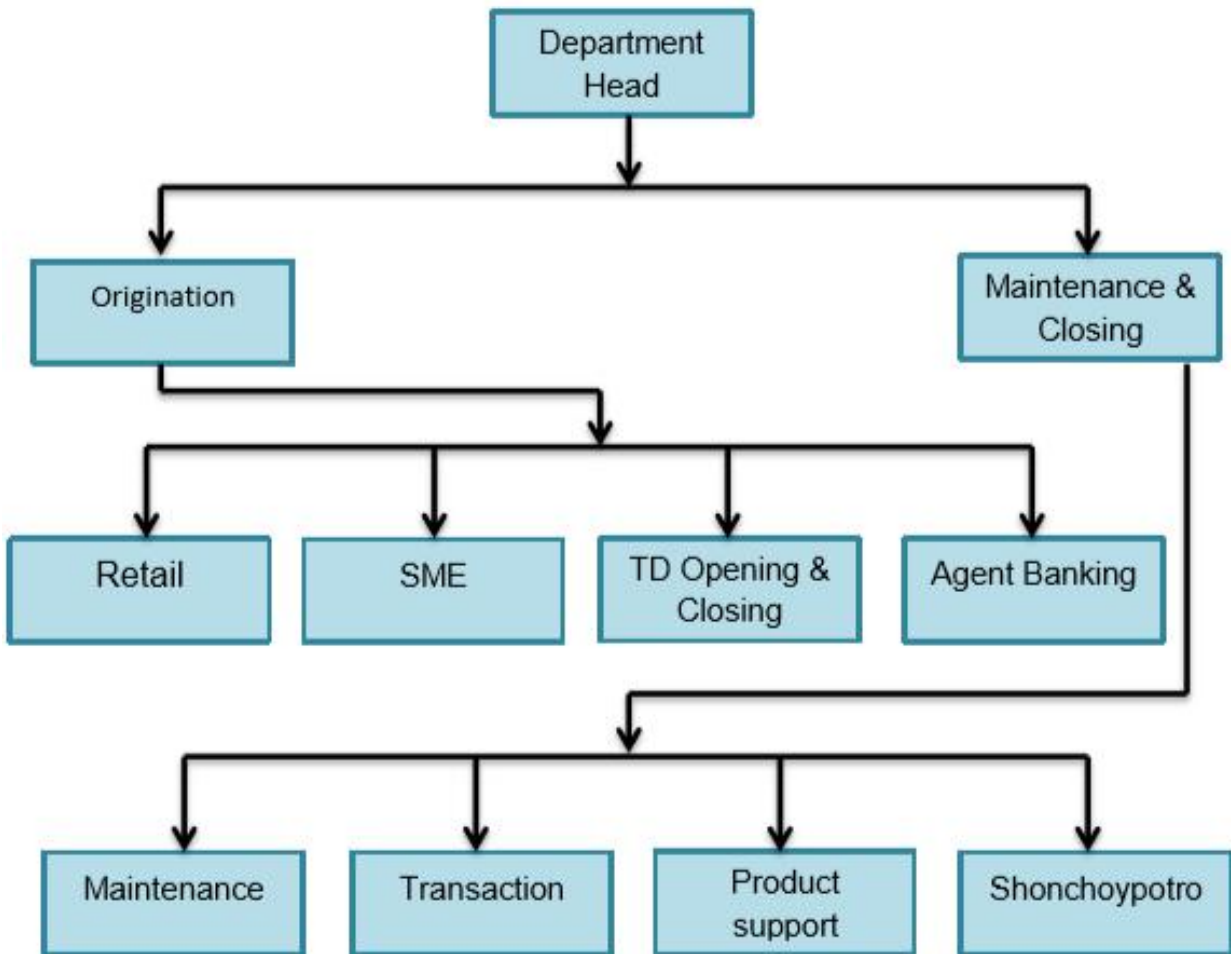 Department
Head
Origination
Maintenance &
Closing
Retail
SME
TD Opening &
Closing
Agent Banking
Maintenance
Transaction
Product
support
Shonchoypotro